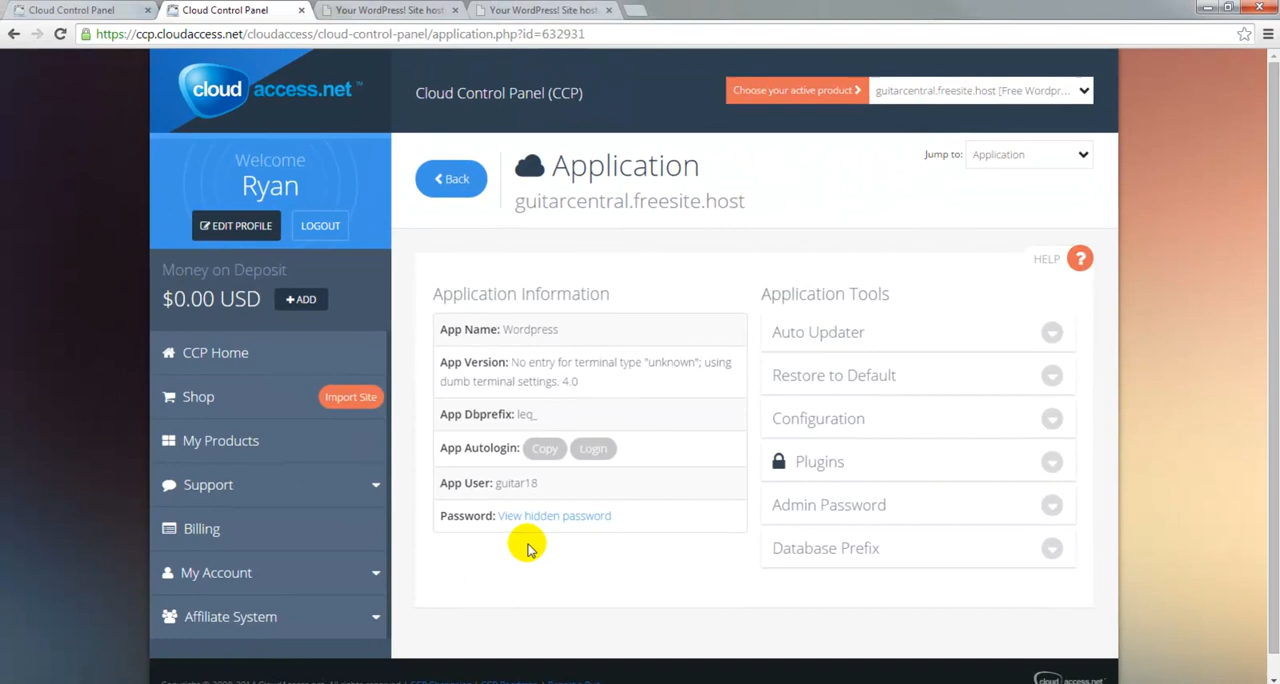 Cloud Control Panel
Cloud Control Panel
Your WordPress! Site host
Your WordPress! Site host
https://ccp.cloudaccess.net/cloudaccess/cloud-control-panel/application.php?id=632931
cloudaccess.net™
Cloud Control Panel (CCP)
Choose your active product
guitarcentral.freesite.host [Free Wordpr...
Welcome
Ryan
EDIT PROFILE
LOGOUT
Back
Application
guitarcentral.freesite.host
Jump to: Application
Money on Deposit
$0.00 USD
+ ADD
CCP Home
Shop
Import Site
My Products
Support
Billing
My Account
Affiliate System
HELP ?
Application Information
App Name: Wordpress
App Version: No entry for terminal type "unknown"; using
dumb terminal settings. 4.0
App Dbprefix: leq_
App Autologin: Copy Login
App User: guitar18
Password: View hidden password
Application Tools
Auto Updater
Restore to Default
Configuration
Plugins
Admin Password
Database Prefix
cloud access.net